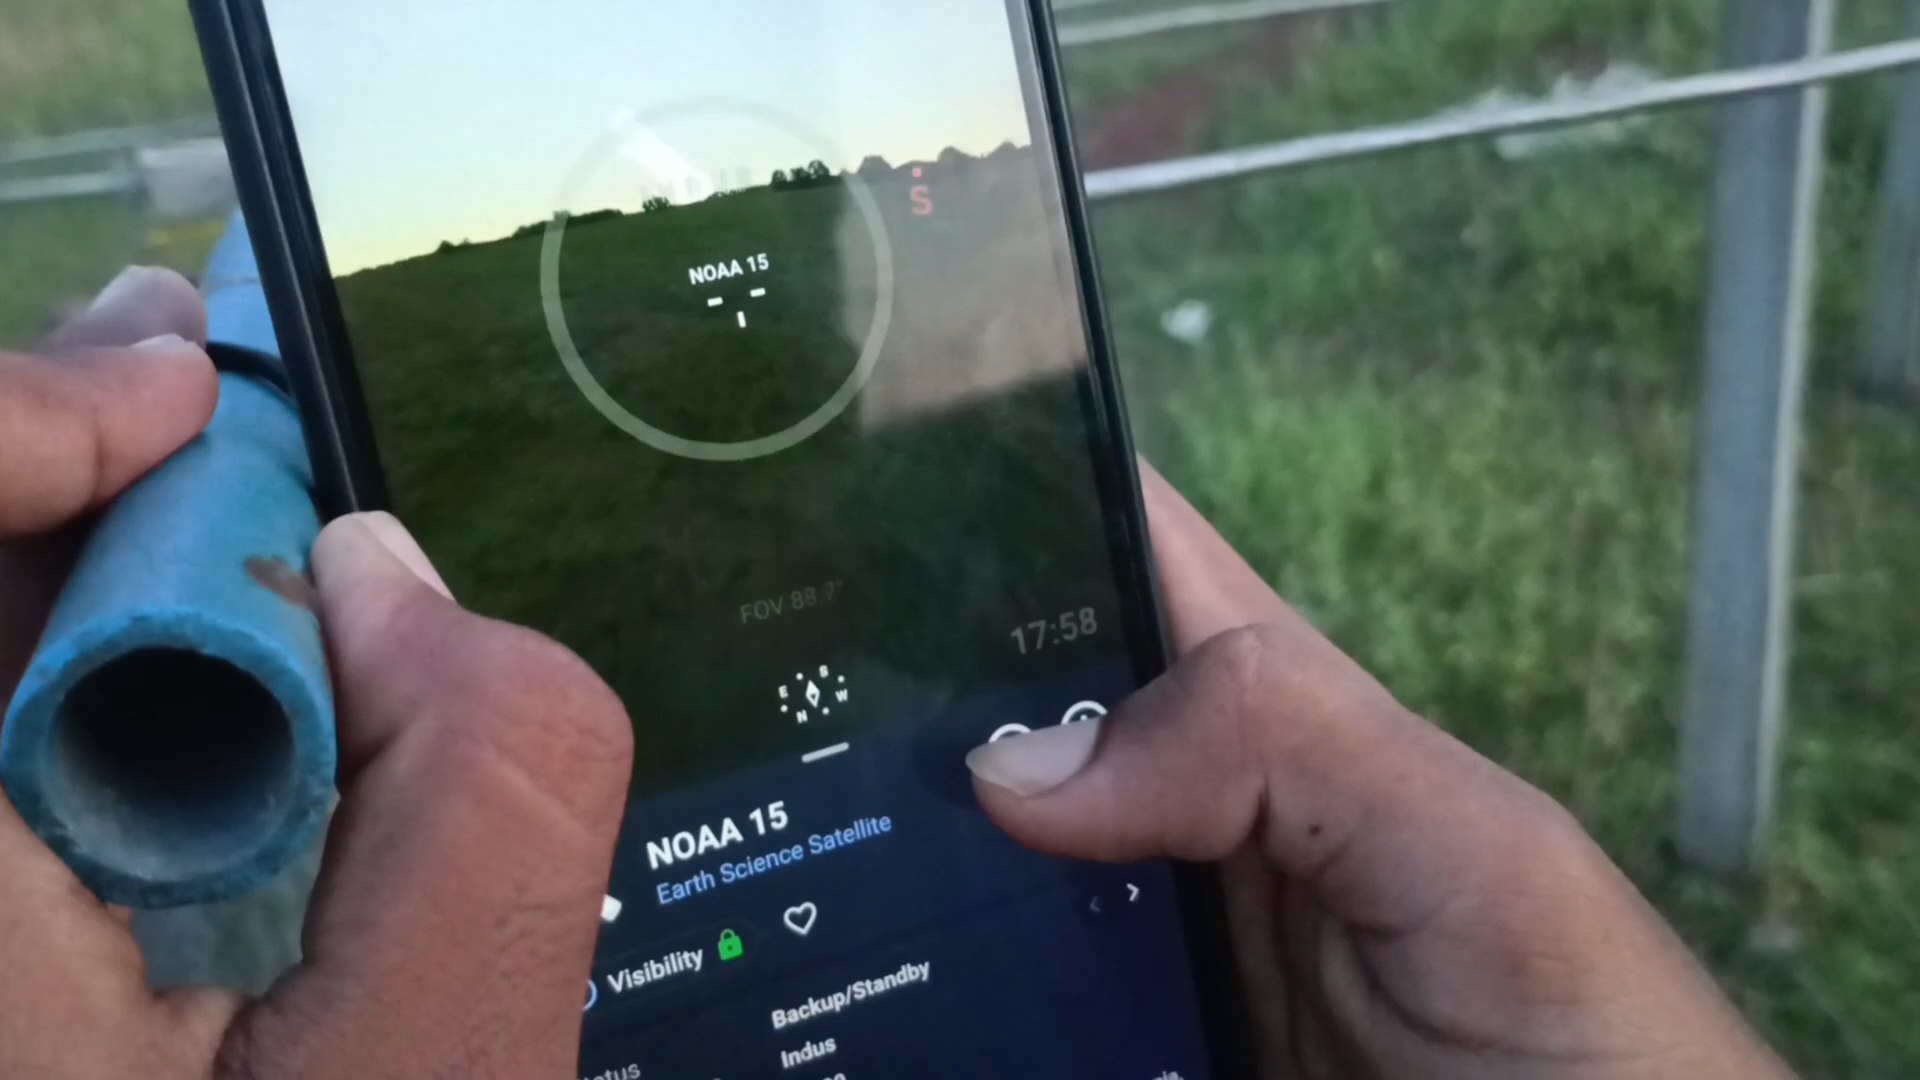 S
NOAA 15
FOV 88.7°
17:58
E S
N W
NOAA 15
Earth Science Satellite
Visibility
Backup/Standby
Indus